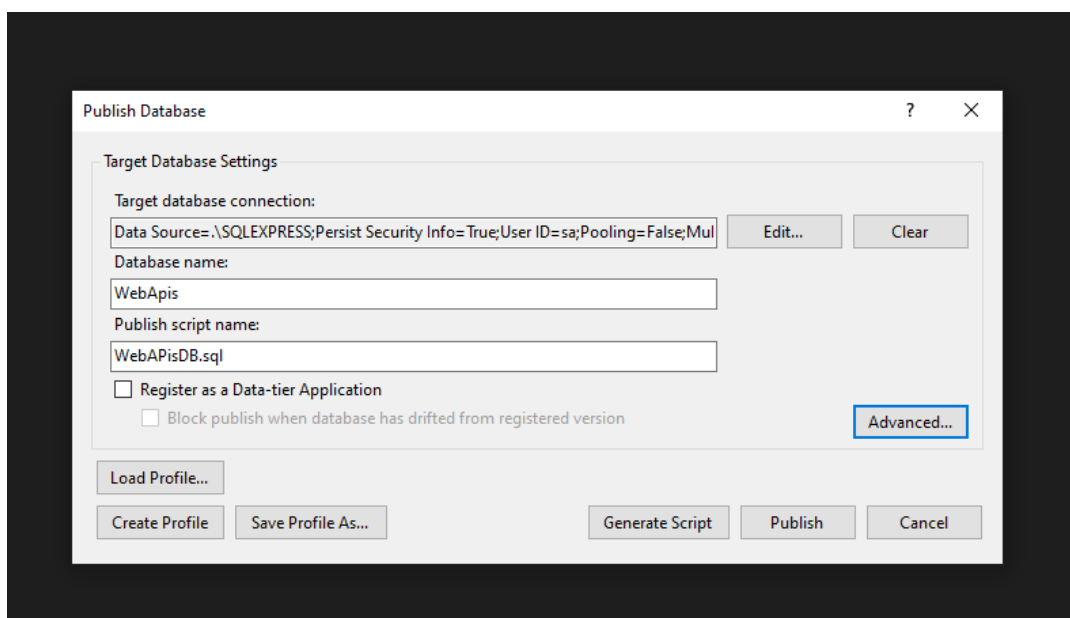 Publish Database ?
Target Database Settings
Target database connection:
Data Source=.\SQLEXPRESS;Persist Security Info=True;User ID=sa;Pooling=False;Mul Edit... Clear
Database name:
WebApis
Publish script name:
WebAPisDB.sql
Register as a Data-tier Application
Block publish when database has drifted from registered version
Advanced...
Load Profile...
Create Profile Save Profile As... Generate Script Publish Cancel